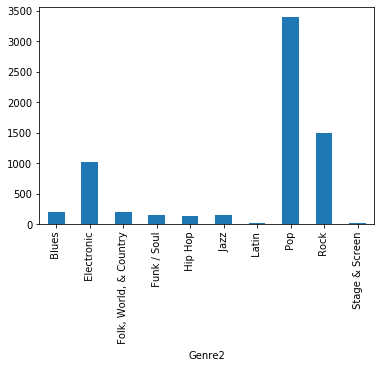 3500
3000
2500
2000
1500
1000
500
0
Blues
Electronic
Folk, World, & Country
Funk / Soul
Hip Hop
Jazz
Latin
Pop
Rock
Stage & Screen
Genre2